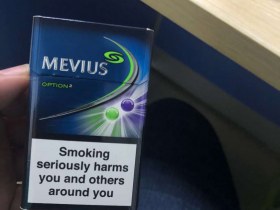 MEVIUS
OPTION
Smoking
seriously harms
you and others
around you